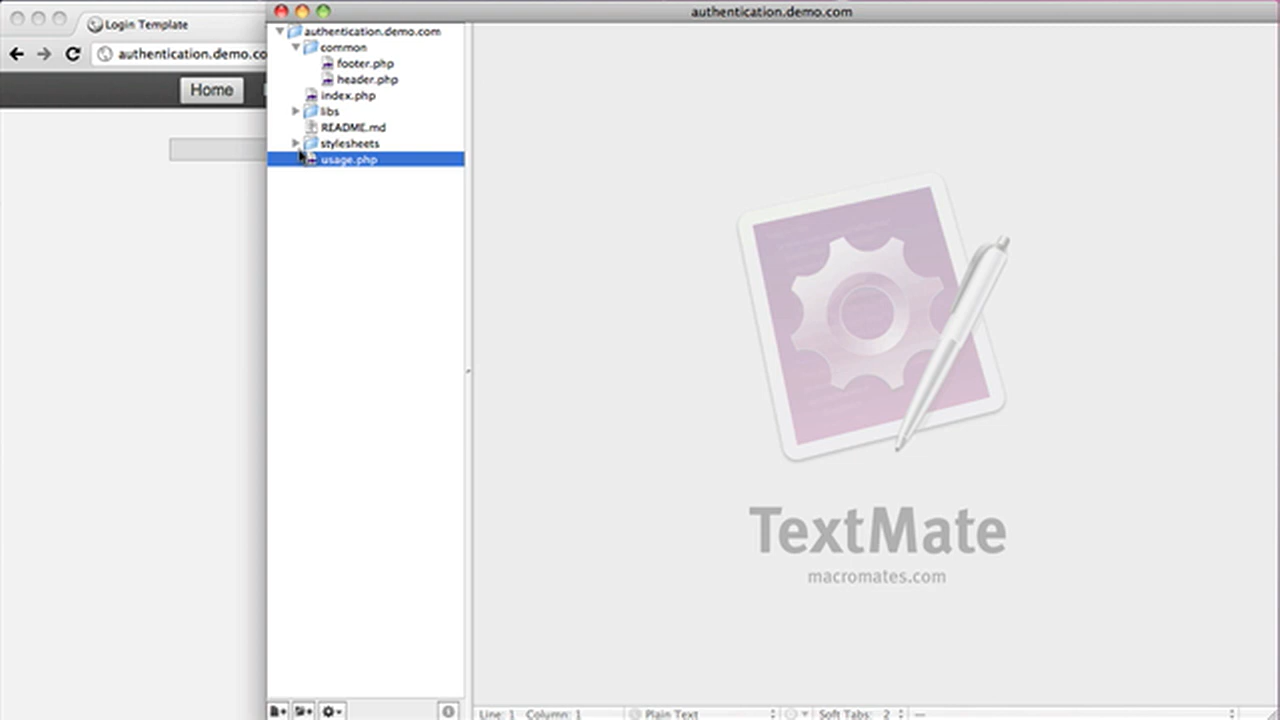 Login Template
authentication.demo.co
Home
authentication.demo.com
authentication.demo.com
common
footer.php
header.php
index.php
libs
README.md
stylesheets
usage.php
TextMate
macromates.com
Line: 1 Column: 1 Plain Text Soft Tabs: 2 —